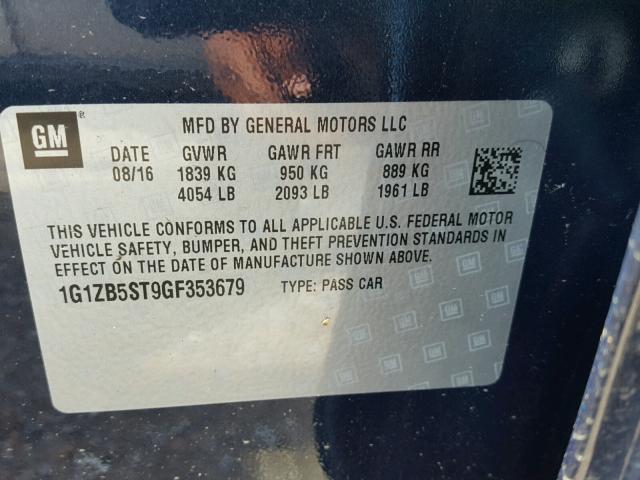 GM
MFD BY GENERAL MOTORS LLC
DATE GVWR GAWR FRT GAWR RR
08/16 1839 KG 950 KG 889 KG
4054 LB 2093 LB 1961 LB
THIS VEHICLE CONFORMS TO ALL APPLICABLE U.S. FEDERAL MOTOR
VEHICLE SAFETY, BUMPER, AND THEFT PREVENTION STANDARDS IN
EFFECT ON THE DATE OF MANUFACTURE SHOWN ABOVE.
1G1ZB5ST9GF353679 TYPE: PASS CAR